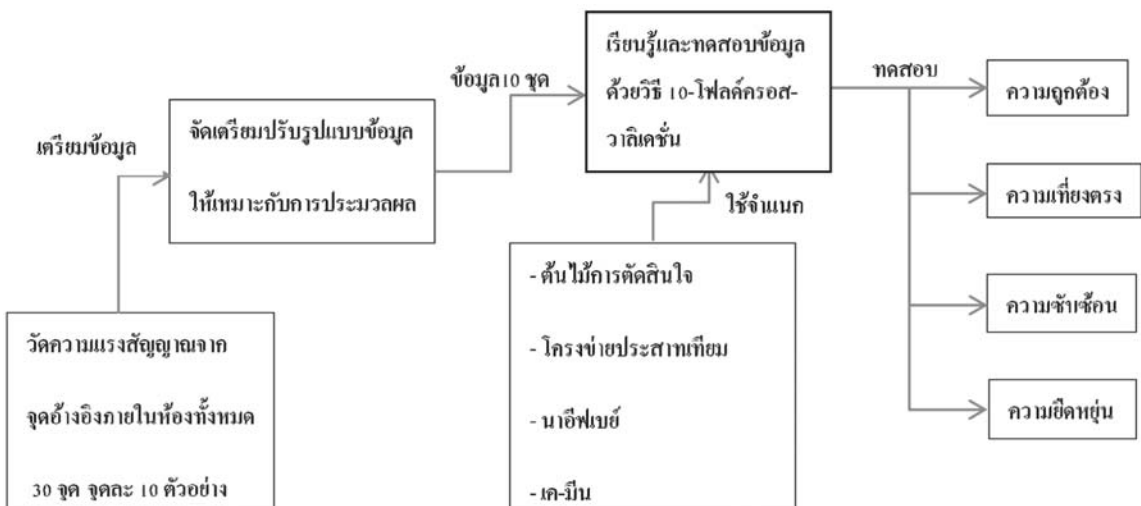 วัดความแรงสัญญาณจาก
จุดอ้างอิงภายในห้องทั้งหมด
30 จุด จุดละ 10 ตัวอย่าง
เตรียมข้อมูล
จัดเตรียมปรับรูปแบบข้อมูล
ให้เหมาะกับการประมวลผล
ข้อมูล10 ชุด
เรียนรู้และทดสอบข้อมูล
ด้วยวิธี 10-โฟลด์ครอส-
วาลิเดชั่น
ใช้จำแนก
- ต้นไม้การตัดสินใจ
- โครงข่ายประสาทเทียม
- นาอีฟเบย์
- เค-มีน
ทดสอบ
ความถูกต้อง
ความเที่ยงตรง
ความซับซ้อน
ความยืดหยุ่น